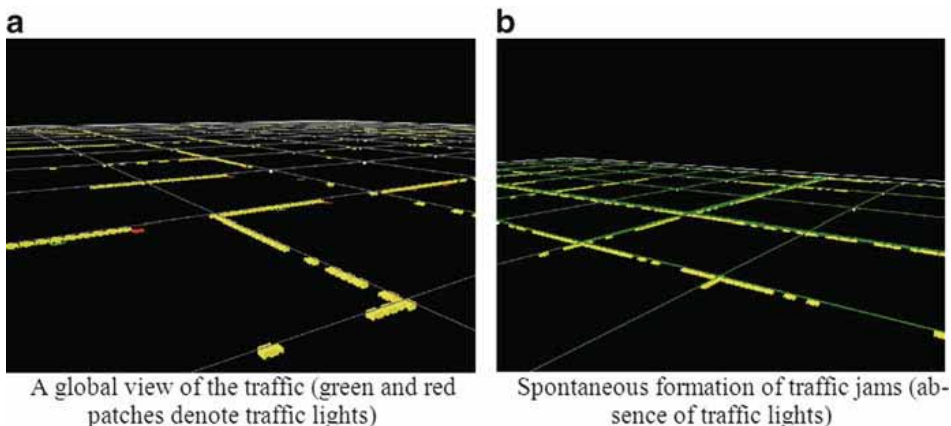 a
b
A global view of the traffic (green and red
patches denote traffic lights)
Spontaneous formation of traffic jams (ab-
sence of traffic lights)